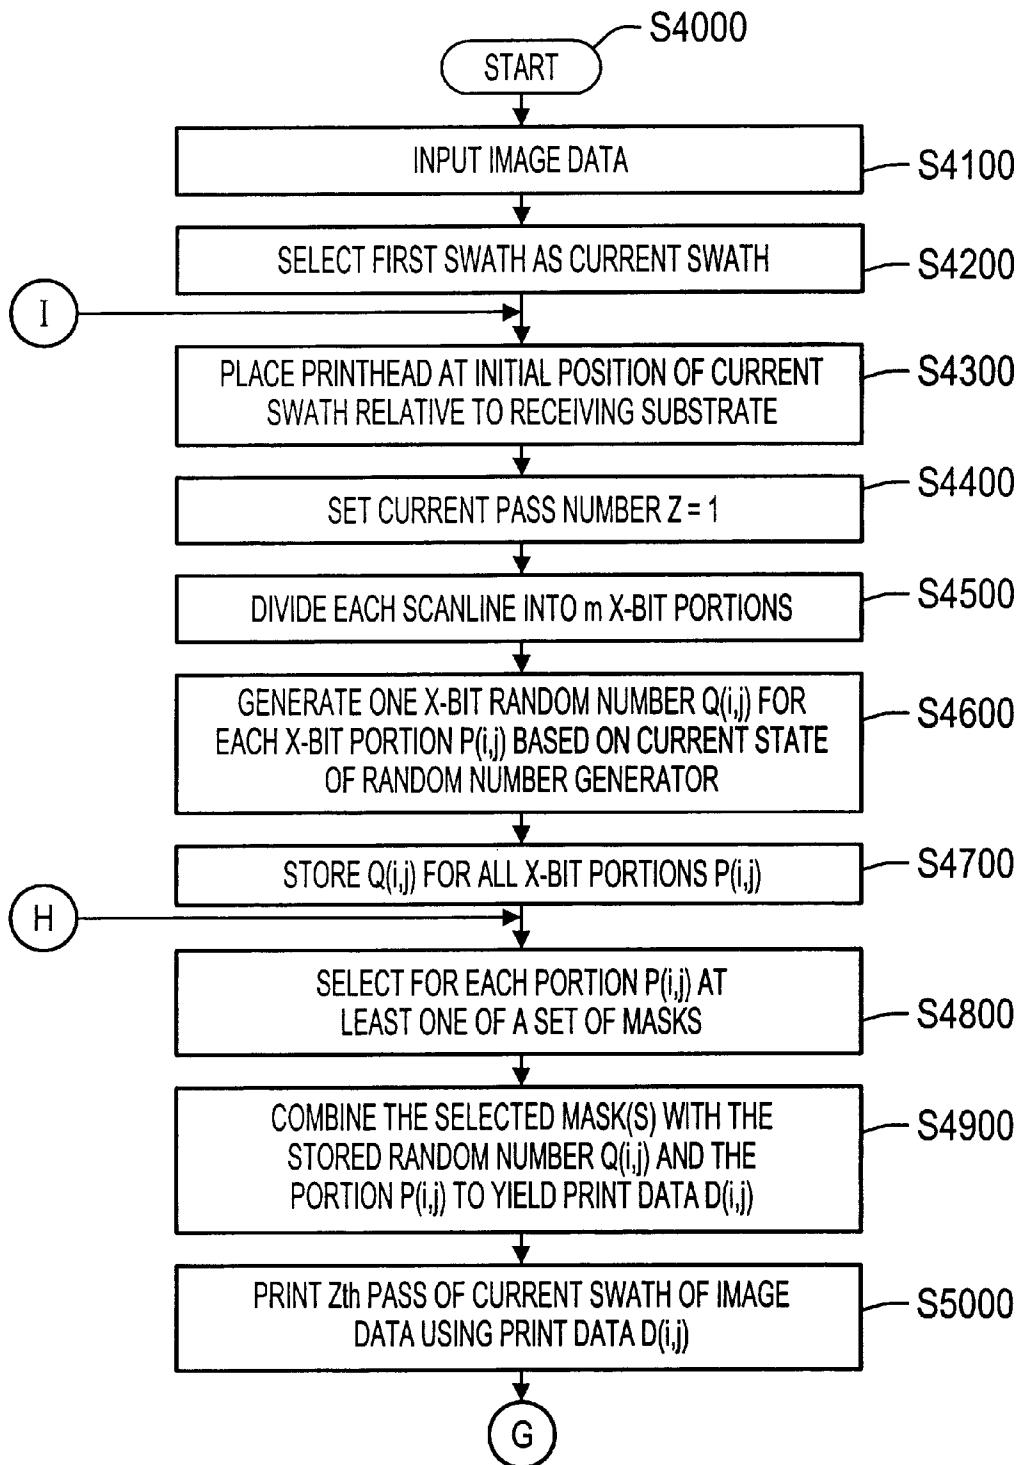 S4000
START
INPUT IMAGE DATA
S4100
SELECT FIRST SWATH AS CURRENT SWATH
S4200
I
PLACE PRINTHEAD AT INITIAL POSITION OF CURRENT
SWATH RELATIVE TO RECEIVING SUBSTRATE
S4300
SET CURRENT PASS NUMBER Z = 1
S4400
DIVIDE EACH SCANLINE INTO m X-BIT PORTIONS
S4500
GENERATE ONE X-BIT RANDOM NUMBER Q(i,j) FOR
EACH X-BIT PORTION P(i,j) BASED ON CURRENT STATE
OF RANDOM NUMBER GENERATOR
S4600
STORE Q(i,j) FOR ALL X-BIT PORTIONS P(i,j)
S4700
H
SELECT FOR EACH PORTION P(i,j) AT
LEAST ONE OF A SET OF MASKS
S4800
COMBINE THE SELECTED MASK(S) WITH THE
STORED RANDOM NUMBER Q(i,j) AND THE
PORTION P(i,j) TO YIELD PRINT DATA D(i,j)
S4900
PRINT Zth PASS OF CURRENT SWATH OF IMAGE
DATA USING PRINT DATA D(i,j)
S5000
G